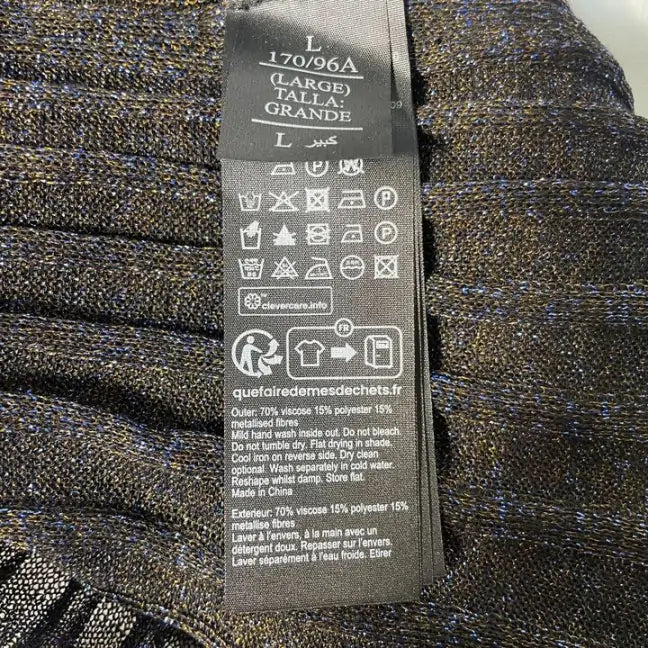 L
170/96A
(LARGE)
TALLA:
GRANDE
L كبير
09
P W
P
P
clevercare.info
FR
quefairedemesdechets.fr
Outer: 70% viscose 15% polyester 15%
metallised fibres
Mild hand wash inside out. Do not bleach.
Do not tumble dry. Flat drying in shade.
Cool iron on reverse side. Dry clean
optional. Wash separately in cold water.
Reshape whilst damp. Store flat.
Made in China
Exterieur: 70% viscose 15% polyester 15%
metallise fibres
Laver à l'envers, à la main avec un
détergent doux. Repasser sur l'envers.
Laver séparément à l'eau froide. Etirer